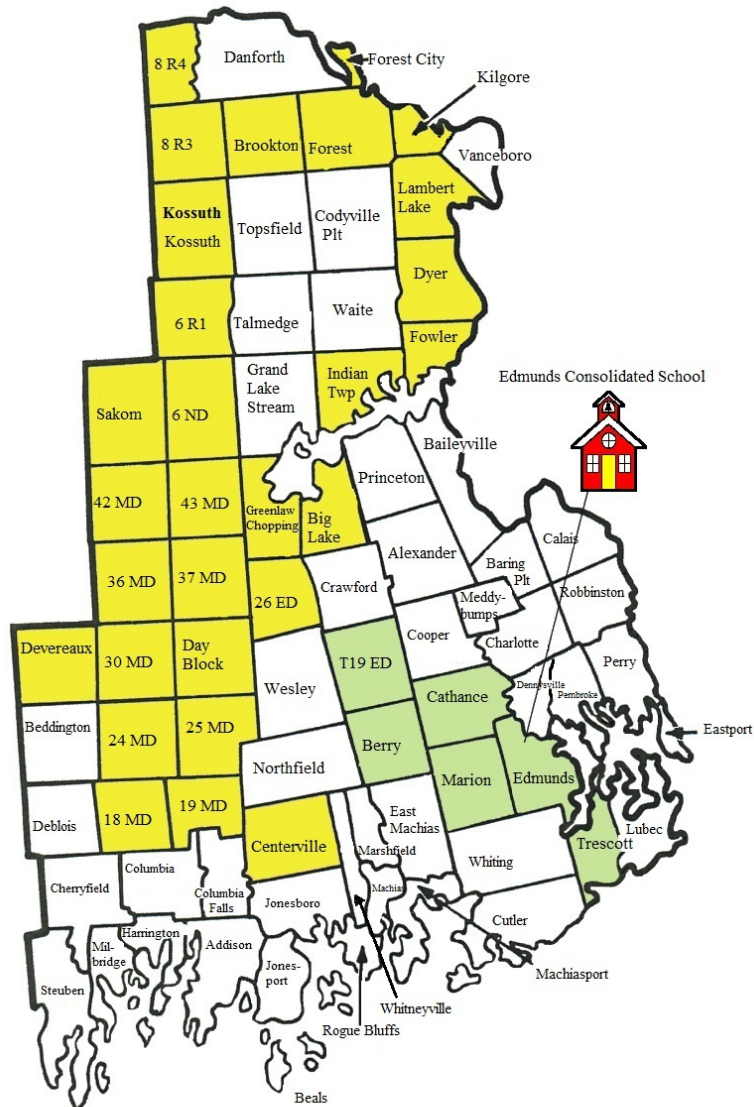 8 R4
Danforth
Forest City
Kilgore
8 R3
Brookton
Forest
Vanceboro
Kossuth
Kossuth
Topsfield
Codyville
Plt
Lambert
Lake
Dyer
6 R1
Talmedge
Waite
Fowler
Sakom
6 ND
Grand
Lake
Stream
Indian
Twp
Edmunds Consolidated School
Baileyville
Princeton
42 MD
43 MD
Greenlaw
Chopping
Big
Lake
Alexander
Calais
Baring
Plt
36 MD
37 MD
26 ED
Crawford
Meddy-
bumps
Robbinston
Cooper
Charlotte
Devereaux
30 MD
Day
Block
Wesley
T19 ED
Cathance
Dennysville
Pembroke
Perry
Beddington
24 MD
25 MD
Berry
Eastport
Northfield
Marion
Edmunds
Deblois
18 MD
19 MD
Centerville
East
Machias
Marshfield
Whiting
Trescott
Lubec
Cherryfield
Columbia
Columbia
Falls
Jonesboro
Machias
Cutler
Steuben
Mil-
bridge
Harrington
Addison
Jones-
port
Machiasport
Whitneyville
Rogue Bluffs
Beals